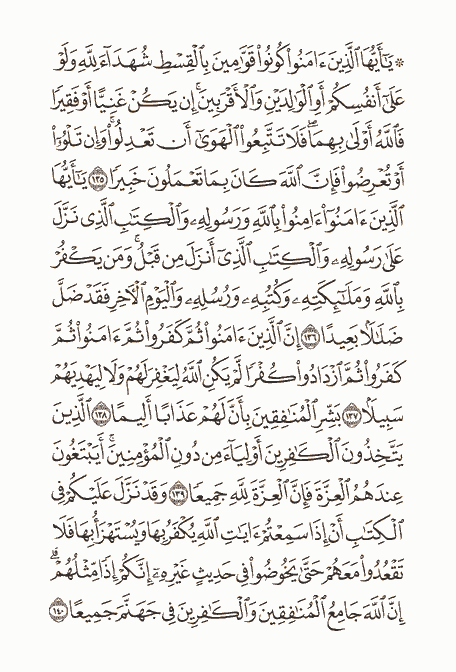 ۞ يَـٰٓأَيُّهَا ٱلَّذِينَ ءَامَنُوا۟ كُونُوا۟ قَوَّٰمِينَ بِٱلْقِسْطِ شُهَدَآءَ لِلَّهِ وَلَوْ
عَلَىٰٓ أَنفُسِكُمْ أَوِ ٱلْوَٰلِدَيْنِ وَٱلْأَقْرَبِينَ ۚ إِن يَكُنْ غَنِيًّا أَوْ فَقِيرًا
فَٱللَّهُ أَوْلَىٰ بِهِمَا ۖ فَلَا تَتَّبِعُوا۟ ٱلْهَوَىٰٓ أَن تَعْدِلُوا۟ ۚ وَإِن تَلْوُۥٓا۟
أَوْ تُعْرِضُوا۟ فَإِنَّ ٱللَّهَ كَانَ بِمَا تَعْمَلُونَ خَبِيرًا ١٣٥ يَـٰٓأَيُّهَا
ٱلَّذِينَ ءَامَنُوٓا۟ ءَامِنُوا۟ بِٱللَّهِ وَرَسُولِهِۦ وَٱلْكِتَـٰبِ ٱلَّذِى نَزَّلَ
عَلَىٰ رَسُولِهِۦ وَٱلْكِتَـٰبِ ٱلَّذِىٓ أَنزَلَ مِن قَبْلُ ۚ وَمَن يَكْفُرْ
بِٱللَّهِ وَمَلَـٰٓئِكَتِهِۦ وَكُتُبِهِۦ وَرُسُلِهِۦ وَٱلْيَوْمِ ٱلْـَٔاخِرِ فَقَدْ ضَلَّ
ضَلَـٰلًۢا بَعِيدًا ١٣٦ إِنَّ ٱلَّذِينَ ءَامَنُوا۟ ثُمَّ كَفَرُوا۟ ثُمَّ ءَامَنُوا۟ ثُمَّ
كَفَرُوا۟ ثُمَّ ٱزْدَادُوا۟ كُفْرًا لَّمْ يَكُنِ ٱللَّهُ لِيَغْفِرَ لَهُمْ وَلَا لِيَهْدِيَهُمْ
سَبِيلًۢا ١٣٧ بَشِّرِ ٱلْمُنَـٰفِقِينَ بِأَنَّ لَهُمْ عَذَابًا أَلِيمًا ١٣٨ ٱلَّذِينَ
يَتَّخِذُونَ ٱلْكَـٰفِرِينَ أَوْلِيَآءَ مِن دُونِ ٱلْمُؤْمِنِينَ ۚ أَيَبْتَغُونَ
عِندَهُمُ ٱلْعِزَّةَ فَإِنَّ ٱلْعِزَّةَ لِلَّهِ جَمِيعًا ١٣٩ وَقَدْ نَزَّلَ عَلَيْكُمْ فِى
ٱلْكِتَـٰبِ أَنْ إِذَا سَمِعْتُمْ ءَايَـٰتِ ٱللَّهِ يُكْفَرُ بِهَا وَيُسْتَهْزَأُ بِهَا فَلَا
تَقْعُدُوا۟ مَعَهُمْ حَتَّىٰ يَخُوضُوا۟ فِى حَدِيثٍ غَيْرِهِۦٓ ۚ إِنَّكُمْ إِذًا مِّثْلُهُمْ ۗ
إِنَّ ٱللَّهَ جَامِعُ ٱلْمُنَـٰفِقِينَ وَٱلْكَـٰفِرِينَ فِى جَهَنَّمَ جَمِيعًا ١٤٠